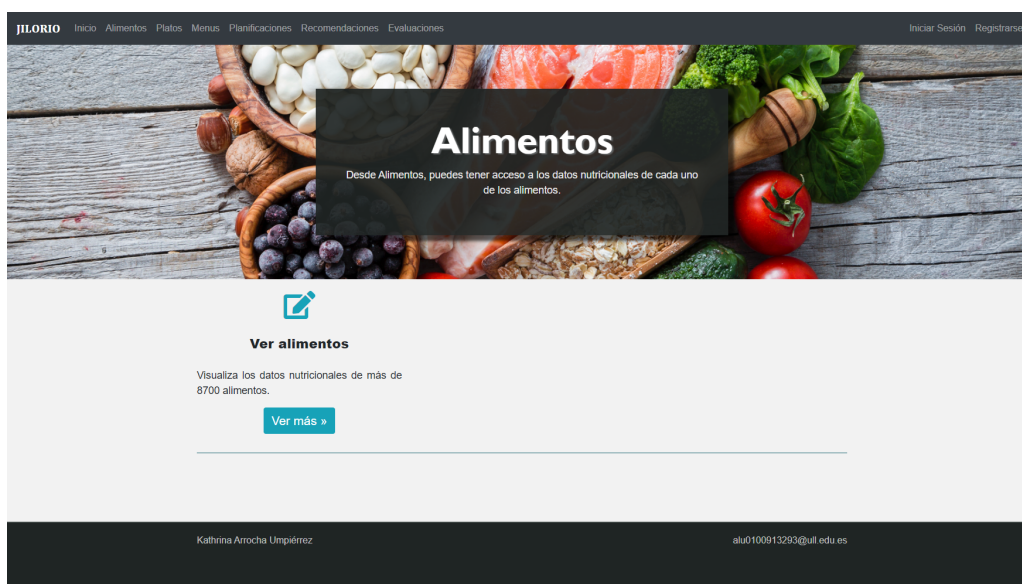 JILORIO Inicio Alimentos Platos Menus Planificaciones Recomendaciones Evaluaciones Iniciar Sesión Registrarse
Alimentos
Desde Alimentos, puedes tener acceso a los datos nutricionales de cada uno
de los alimentos.
Ver alimentos
Visualiza los datos nutricionales de más de
8700 alimentos.
Ver más »
Kathrina Arrocha Umpiérrez alu0100913293@ull.edu.es